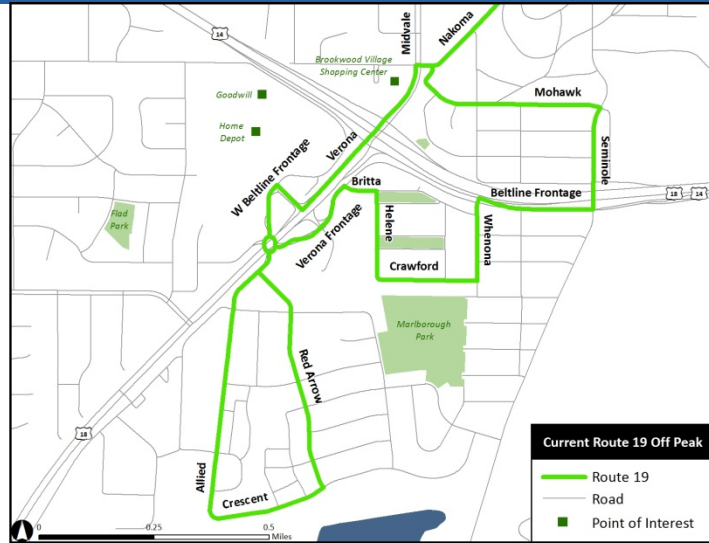 14
Midvale
Nakoma
Brookwood Village
Shopping Center
Goodwill
Mohawk
Home
Depot
Verona
Seminole
W Beltline Frontage
Britta
Beltline Frontage
18
14
Flad
Park
Helene
Whenona
Verona Frontage
Crawford
Marlborough
Park
Red Arrow
18
Current Route 19 Off Peak
Allied
Route 19
Crescent
Road
0
0.25
0.5
Miles
Point of Interest